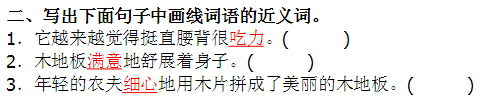 二、写出下面句子中画线词语的近义词。
1．它越来越觉得挺直腰背很吃力。(　　　)
2．木地板满意地舒展着身子。(　　　)
3．年轻的农夫细心地用木片拼成了美丽的木地板。(　　　)